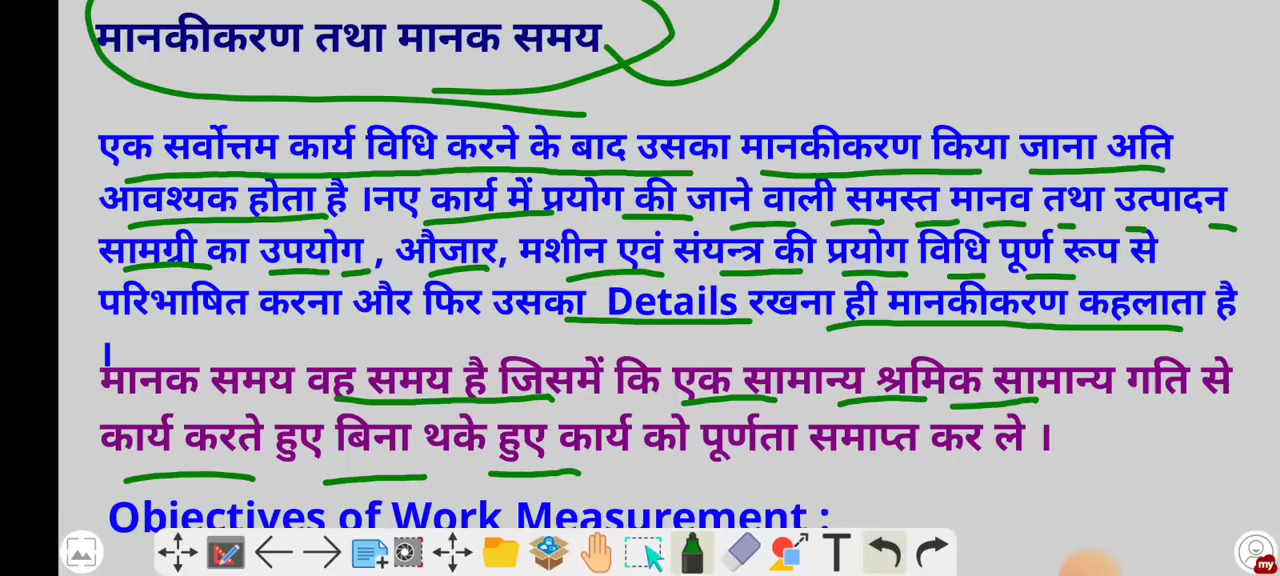 मानकीकरण तथा मानक समय
एक सर्वोत्तम कार्य विधि करने के बाद उसका मानकीकरण किया जाना अति
आवश्यक होता है ।नए कार्य में प्रयोग की जाने वाली समस्त मानव तथा उत्पादन
सामग्री का उपयोग , औजार, मशीन एवं संयन्त्र की प्रयोग विधि पूर्ण रूप से
परिभाषित करना और फिर उसका Details रखना ही मानकीकरण कहलाता है
।
मानक समय वह समय है जिसमें कि एक सामान्य श्रमिक सामान्य गति से
कार्य करते हुए बिना थके हुए कार्य को पूर्णता समाप्त कर ले ।
Objectives of Work Measurement :
T
my